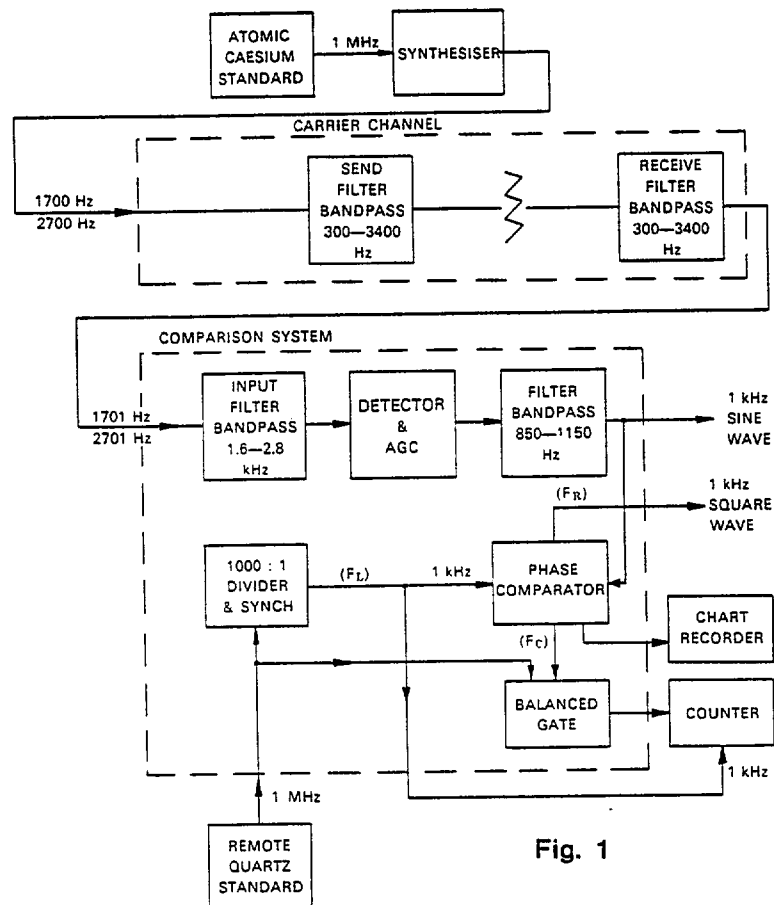 ATOMIC
CAESIUM
STANDARD
1 MHz
SYNTHESISER
CARRIER CHANNEL
1700 Hz
2700 Hz
SEND
FILTER
BANDPASS
300—3400
Hz
RECEIVE
FILTER
BANDPASS
300—3400
Hz
COMPARISON SYSTEM
1701 Hz
2701 Hz
INPUT
FILTER
BANDPASS
1.6—2.8
kHz
DETECTOR
&
AGC
FILTER
BANDPASS
850—1150
Hz
1 kHz
SINE
WAVE
(FR)
1 kHz
SQUARE
WAVE
1000 : 1
DIVIDER
& SYNCH
(FL)
1 kHz
PHASE
COMPARATOR
(FC)
CHART
RECORDER
BALANCED
GATE
COUNTER
1 kHz
1 MHz
REMOTE
QUARTZ
STANDARD
Fig. 1